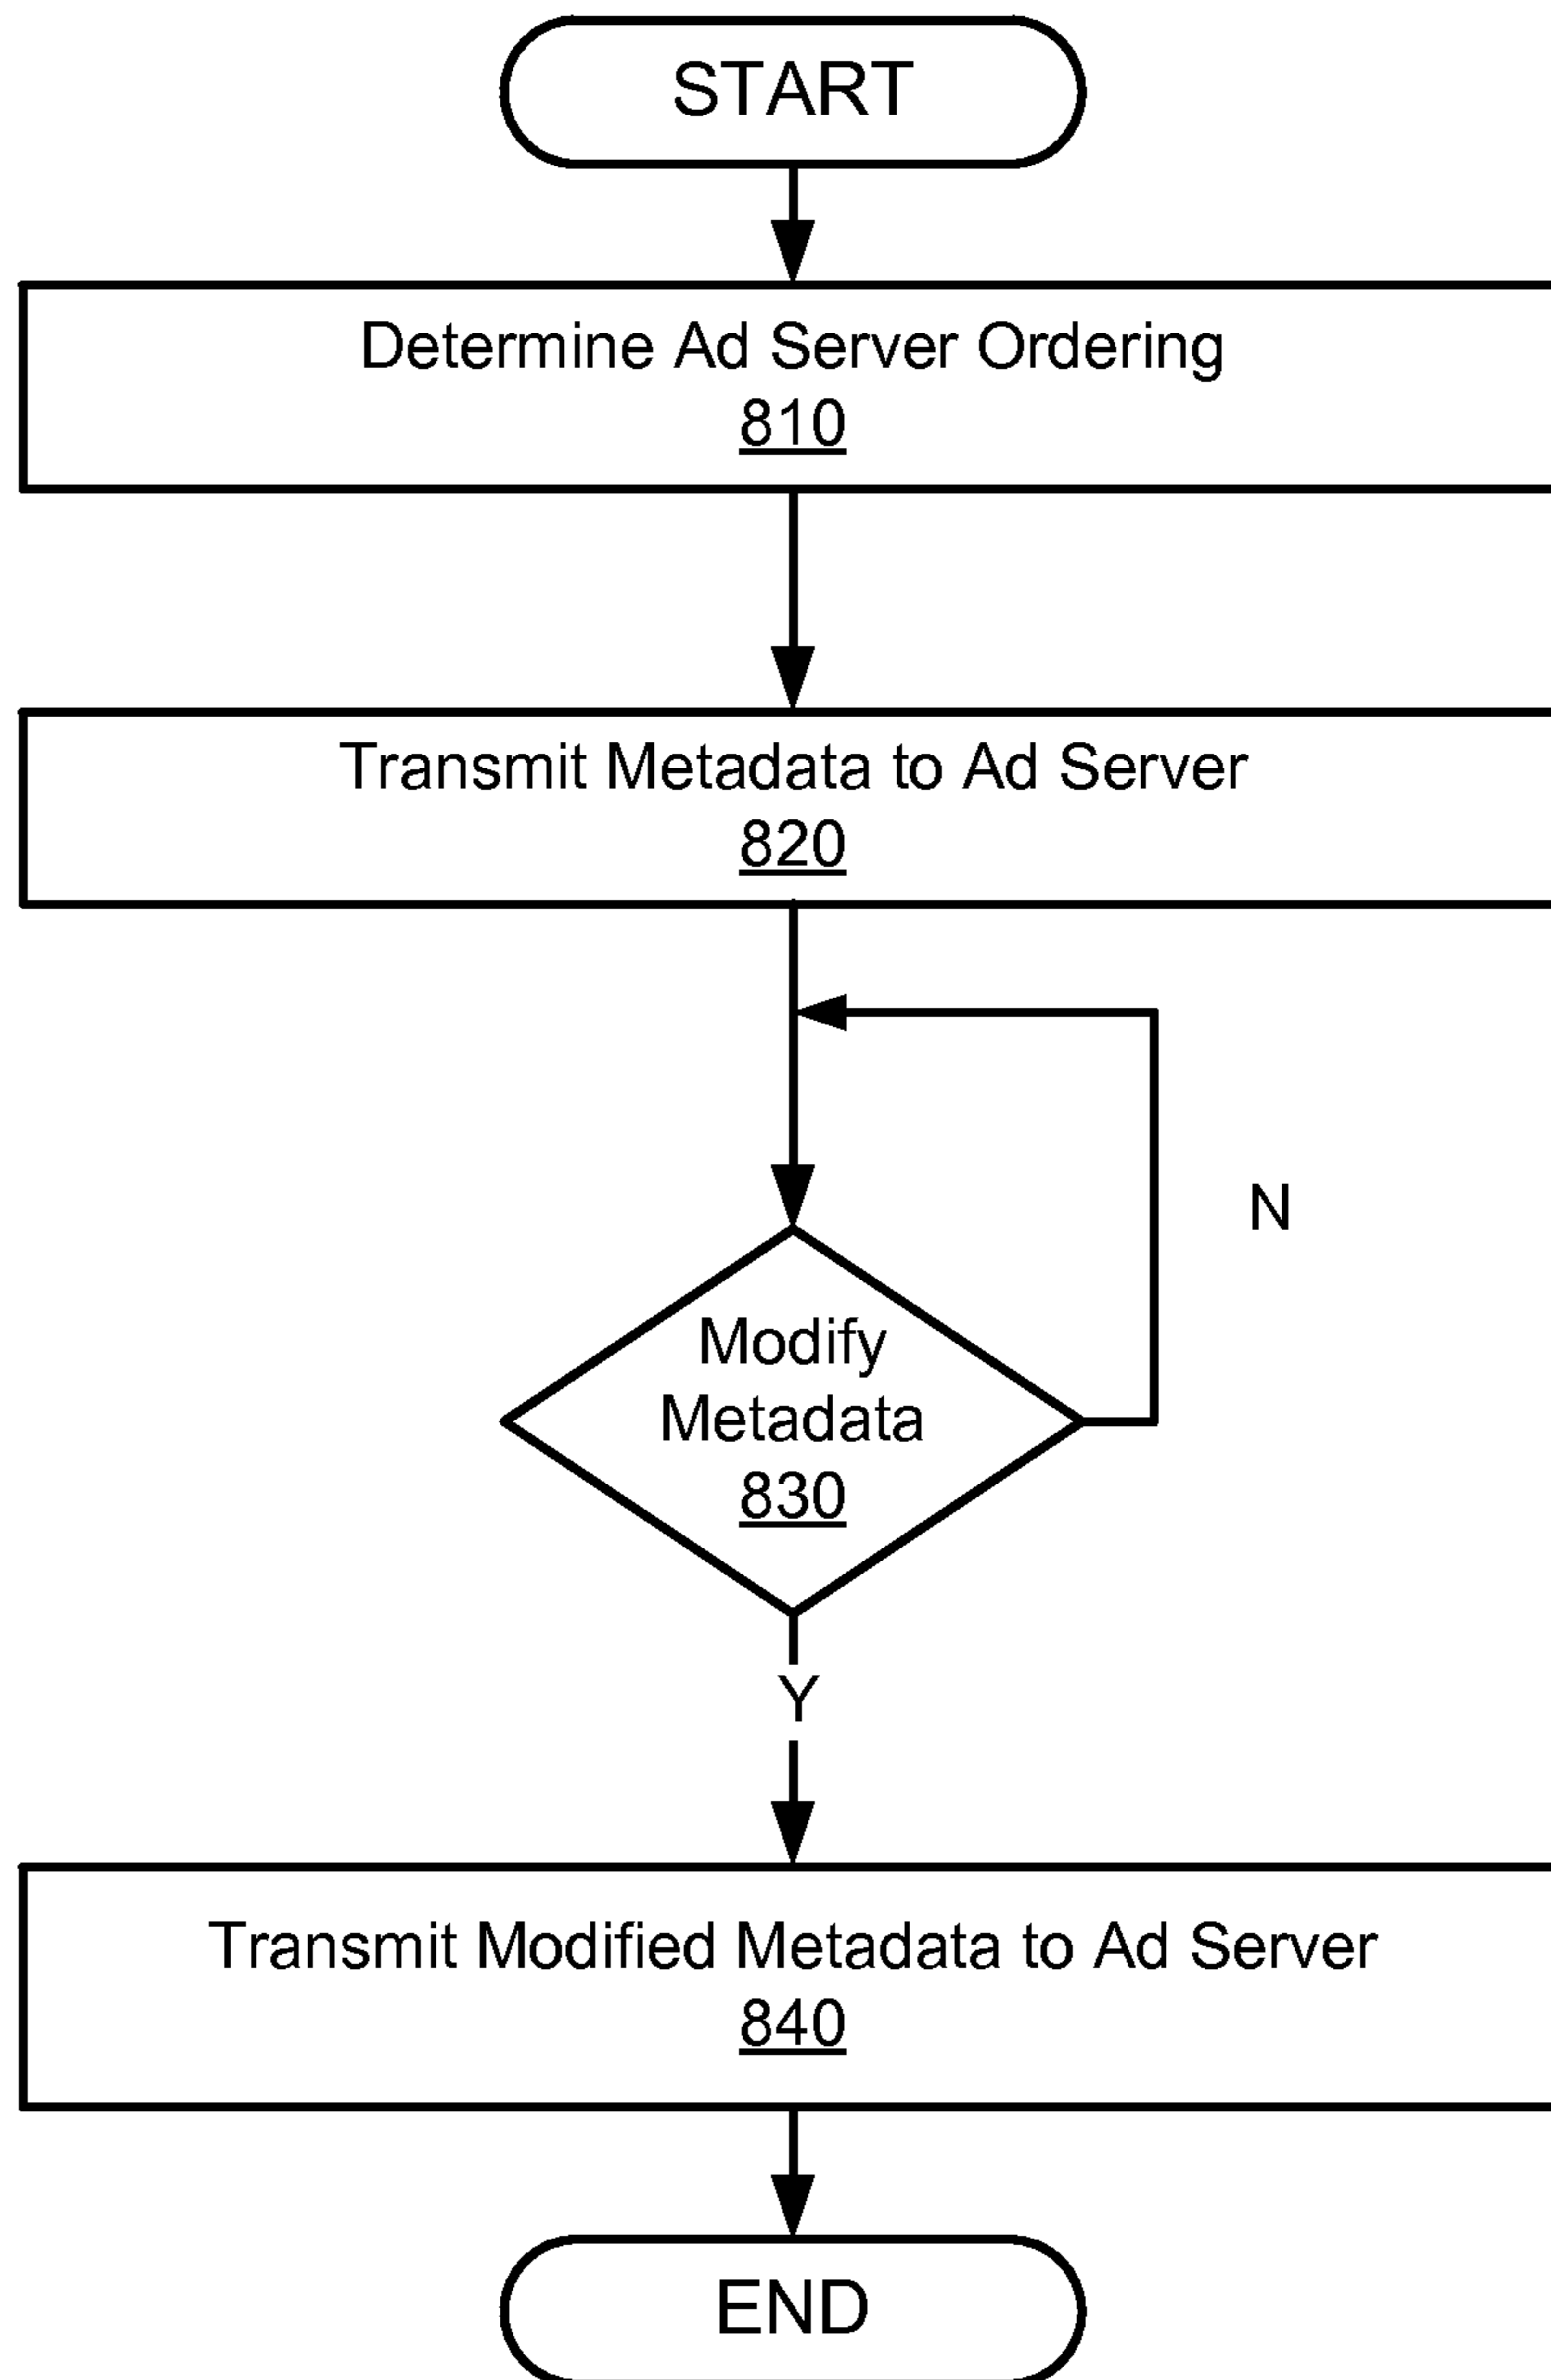 START
Determine Ad Server Ordering
810
Transmit Metadata to Ad Server
820
N
Modify
Metadata
830
Y
Transmit Modified Metadata to Ad Server
840
END